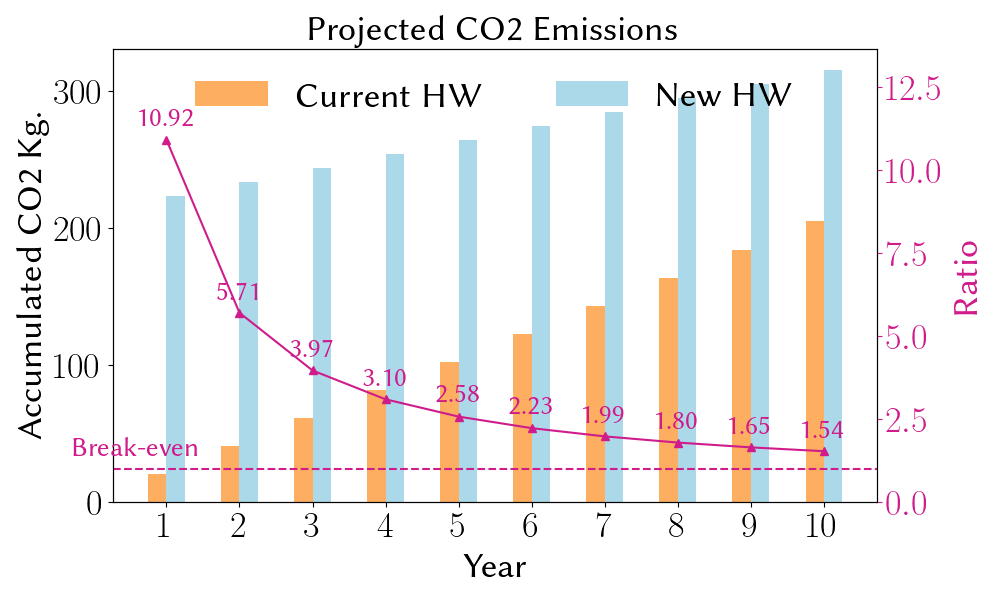 Projected CO2 Emissions
Current HW New HW
Accumulated CO2 Kg.
300
200
100
0
12.5
10.0
7.5
5.0
2.5
0.0
Ratio
10.92
5.71
3.97
3.10
2.58
2.23
1.99
1.80
1.65
1.54
Break-even
1 2 3 4 5 6 7 8 9 10
Year